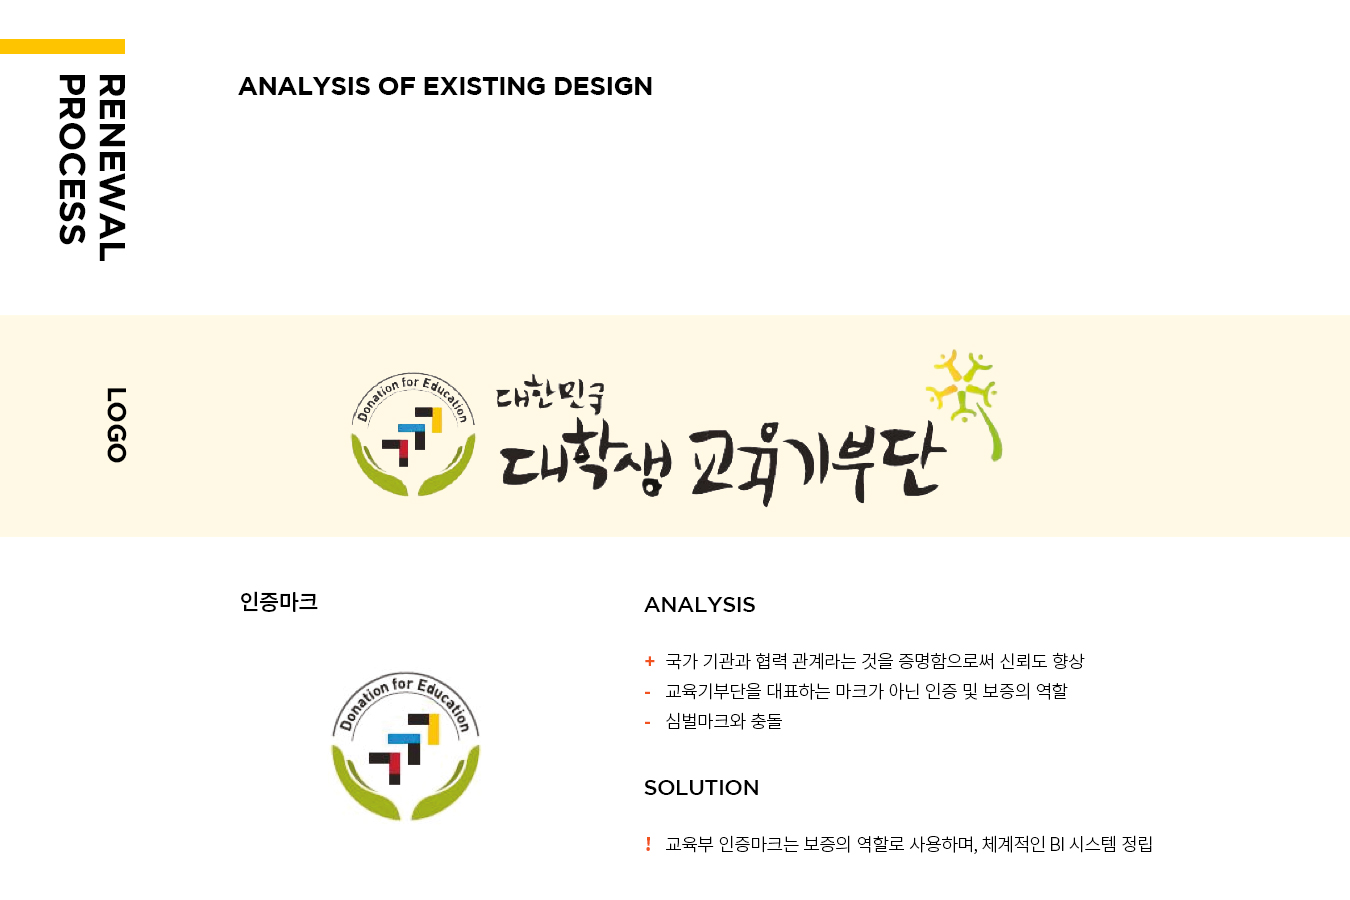 RENEWAL
PROCESS
ANALYSIS OF EXISTING DESIGN
LOGO
Donation for Education
대한민국
대학생 교육기부단
인증마크
Donation for Education
ANALYSIS
+ 국가 기관과 협력 관계라는 것을 증명함으로써 신뢰도 향상
- 교육기부단을 대표하는 마크가 아닌 인증 및 보증의 역할
- 심벌마크와 충돌
SOLUTION
! 교육부 인증마크는 보증의 역할로 사용하며, 체계적인 BI 시스템 정립